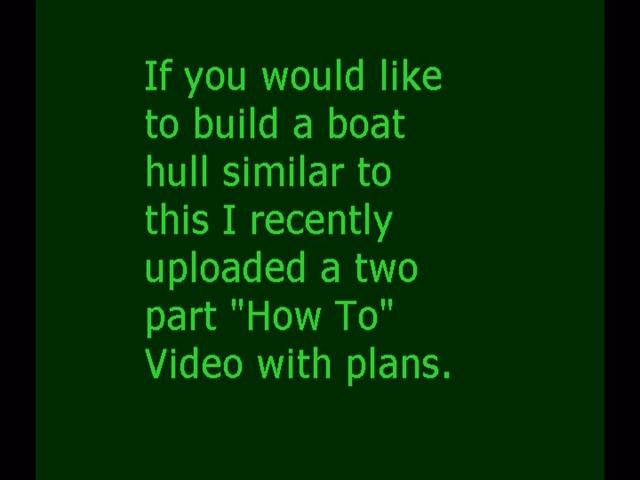 If you would like
to build a boat
hull similar to
this I recently
uploaded a two
part "How To"
Video with plans.